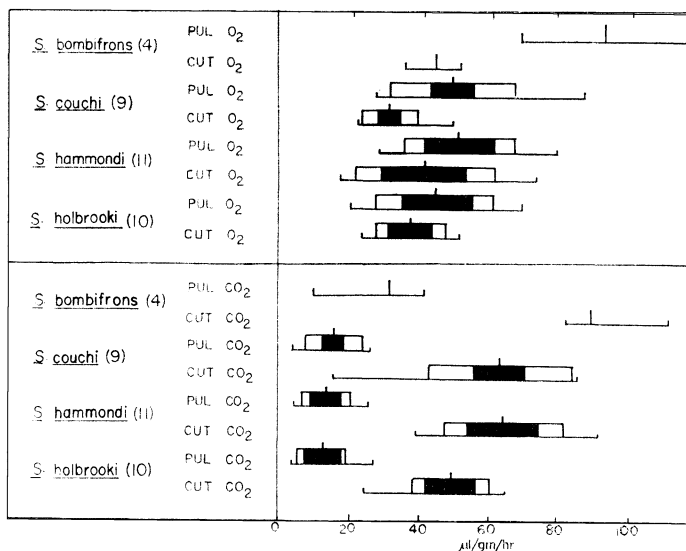 S. bombifrons (4) PUL O2
CUT O2
S. couchi (9) PUL O2
CUT O2
S. hammondi (11) PUL O2
CUT O2
S. holbrooki (10) PUL O2
CUT O2
S. bombifrons (4) PUL CO2
CUT CO2
S. couchi (9) PUL CO2
CUT CO2
S. hammondi (11) PUL CO2
CUT CO2
S. holbrooki (10) PUL CO2
CUT CO2
0 20 40 60 80 100
µl/gm/hr